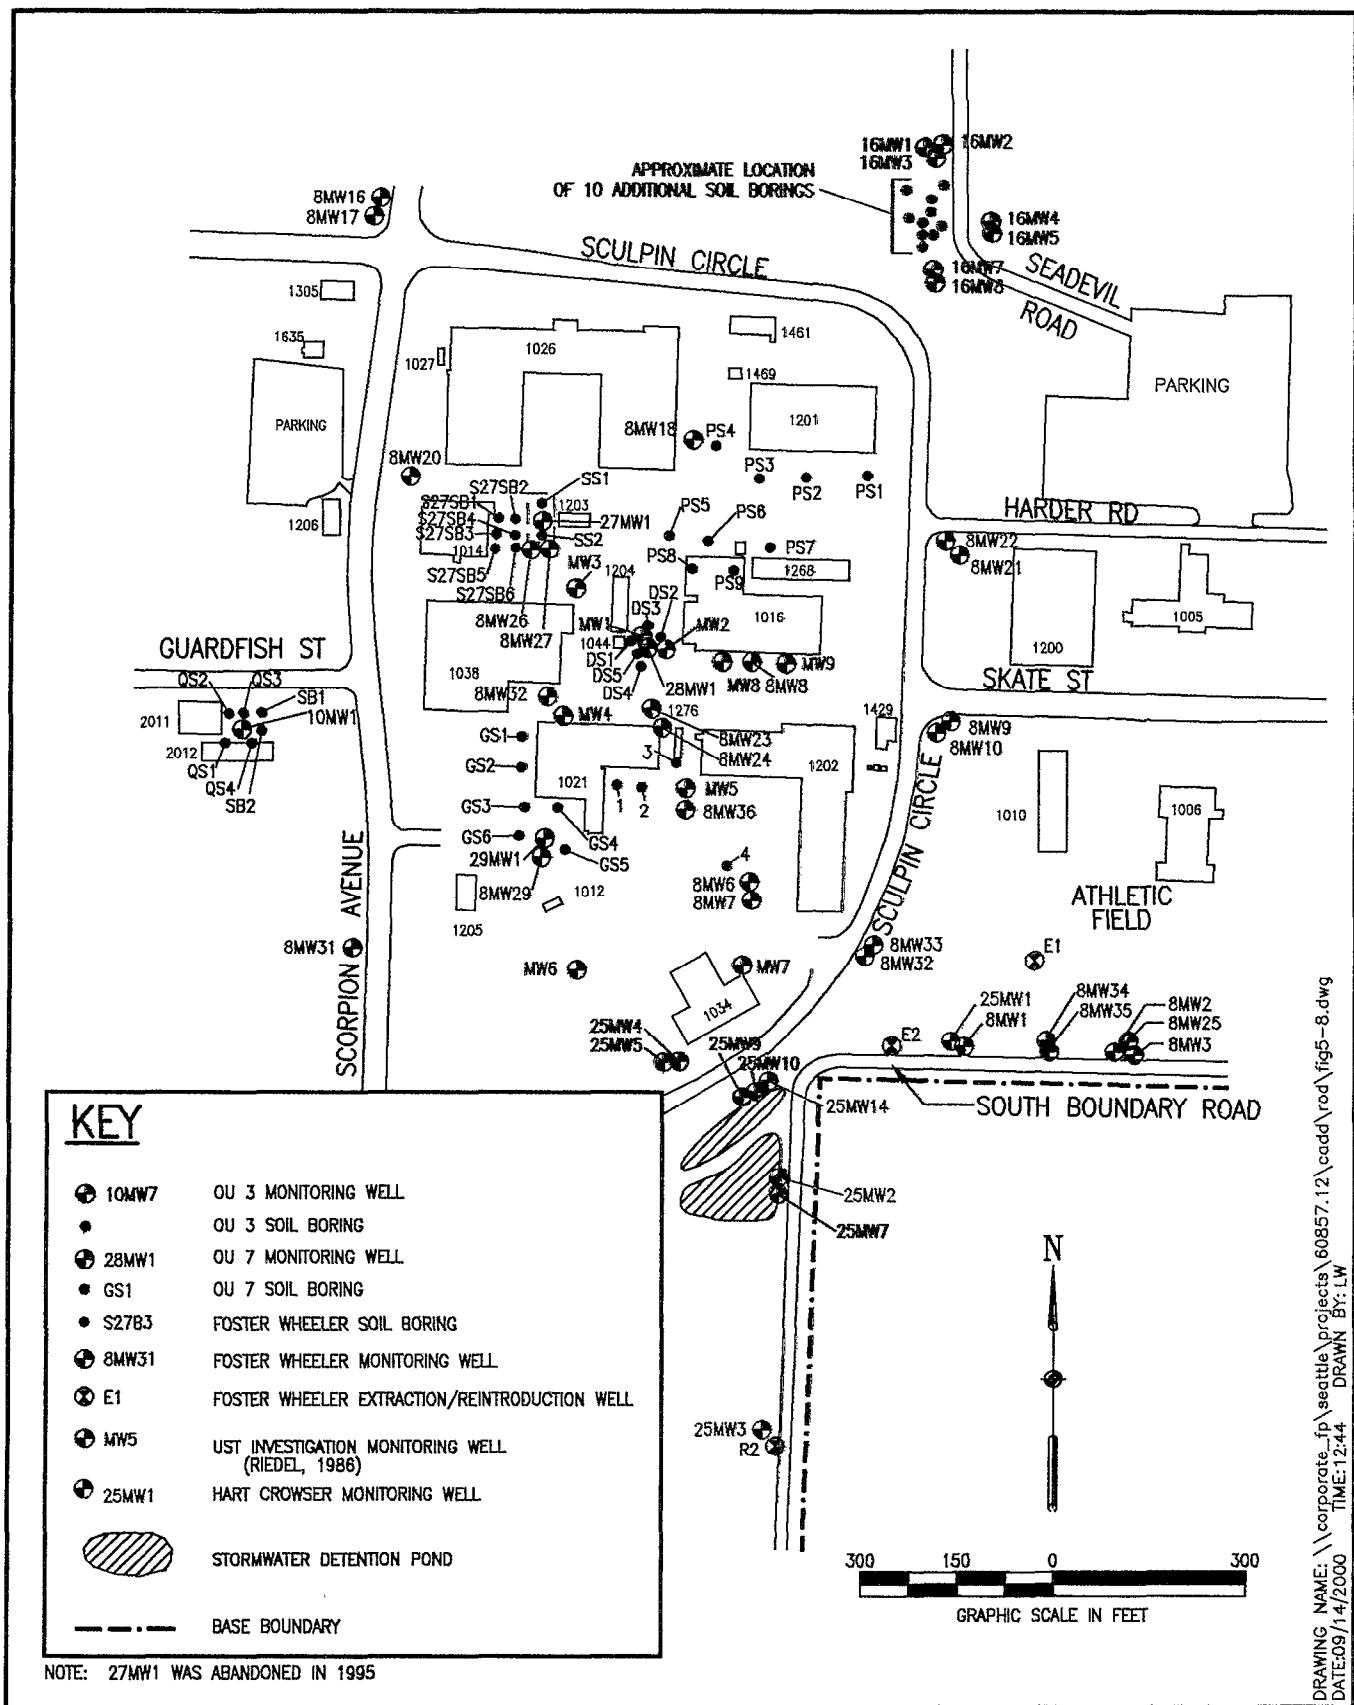 16MW1
16MW2
16MW3
APPROXIMATE LOCATION
OF 10 ADDITIONAL SOIL BORINGS
8MW16
8MW17
16MW4
16MW5
SCULPIN CIRCLE
16MW7
16MW8
SEADEVIL
ROAD
1305
1635
1027
1026
1461
1469
PARKING
PARKING
1201
8MW18
PS4
8MW20
PS3
PS2
PS1
S27SB2
SS1
S27SB1
1203
S27SB4
27MW1
S27SB3
SS2
1014
S27SB5
S27SB6
1206
PS5
PS6
PS7
PS8
PS9
1268
HARDER RD
8MW22
8MW21
MW3
1204
8MW26
8MW27
DS2
DS3
MW1
MW2
1016
1044
DS1
DS5
DS4
28MW1
MW8
8MW8
MW9
1200
1005
GUARDFISH ST
SKATE ST
1038
QS2
QS3
SB1
10MW1
2011
2012
QS1
QS4
SB2
8MW32
MW4
1276
8MW23
8MW24
1429
8MW9
8MW10
GS1
GS2
3
1202
1021
1
2
MW5
8MW36
GS3
GS4
GS6
GS5
29MW1
8MW29
1012
1205
4
8MW6
8MW7
SCULPIN CIRCLE
1010
1006
ATHLETIC
FIELD
SCORPION AVENUE
8MW31
MW6
MW7
1034
8MW33
8MW32
E1
25MW4
25MW5
25MW9
25MW10
25MW14
E2
25MW1
8MW1
8MW34
8MW35
8MW2
8MW25
8MW3
SOUTH BOUNDARY ROAD
25MW2
25MW7
25MW3
R2
N
KEY
10MW7 OU 3 MONITORING WELL
OU 3 SOIL BORING
28MW1 OU 7 MONITORING WELL
GS1 OU 7 SOIL BORING
S27B3 FOSTER WHEELER SOIL BORING
8MW31 FOSTER WHEELER MONITORING WELL
E1 FOSTER WHEELER EXTRACTION/REINTRODUCTION WELL
MW5 UST INVESTIGATION MONITORING WELL
(RIEDEL, 1986)
25MW1 HART CROWSER MONITORING WELL
STORMWATER DETENTION POND
BASE BOUNDARY
300 150 0 300
GRAPHIC SCALE IN FEET
NOTE: 27MW1 WAS ABANDONED IN 1995
DRAWING NAME: \\corporate_fp\seattle\projects\60857.12\cadd\rod\fig5-8.dwg
DATE:09/14/2000 TIME:12:44 DRAWN BY: LW